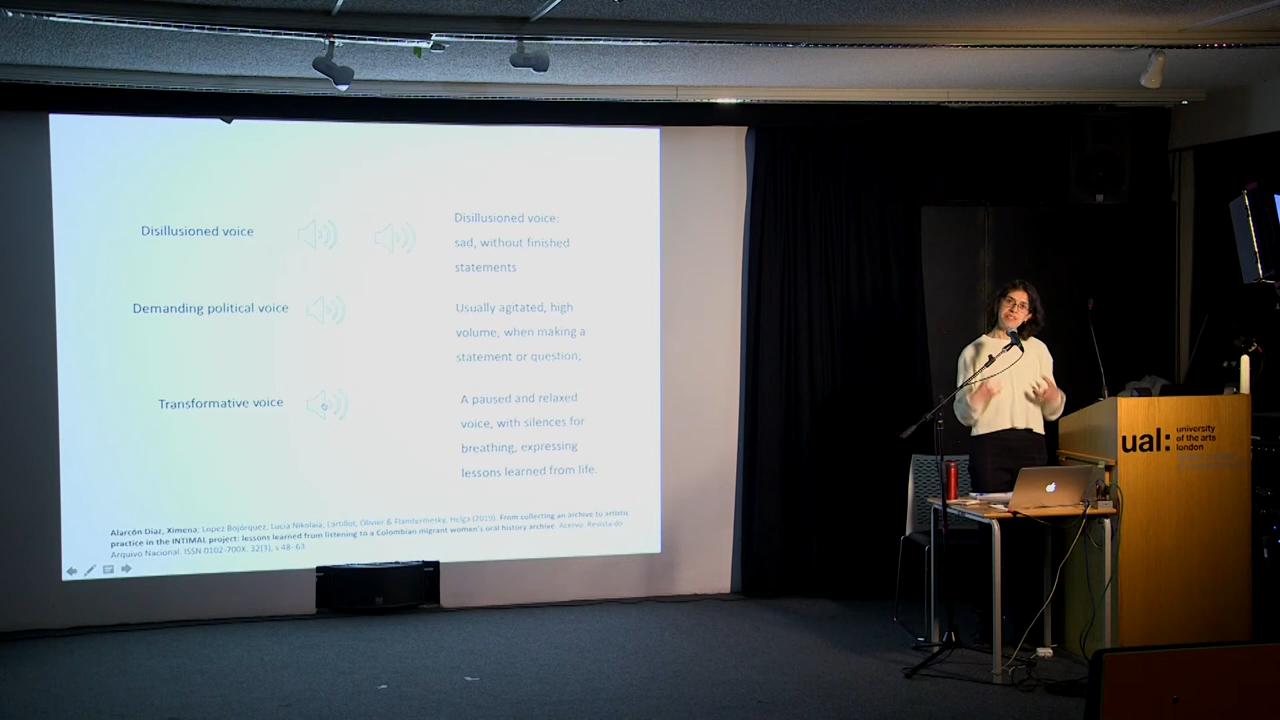 Disillusioned voice
Disillusioned voice:
sad, without finished
statements
Demanding political voice
Usually agitated, high
volume, when making a
statement or question;
Transformative voice
A paused and relaxed
voice, with silences for
breathing, expressing
lessons learned from life.
Alarcón Díaz, Ximena; López Bojórquez, Lucia Nikolaia; Lartillot, Olivier & Flamtermesky, Helga (2019). From collecting an archive to artistic
practice in the INTIMAL project: lessons learned from listening to a Colombian migrant women's oral history archive. Acervo. Revista do
Arquivo Nacional. ISSN 0102-700X. 32(3), s 48- 63
ual:
university
of the arts
london